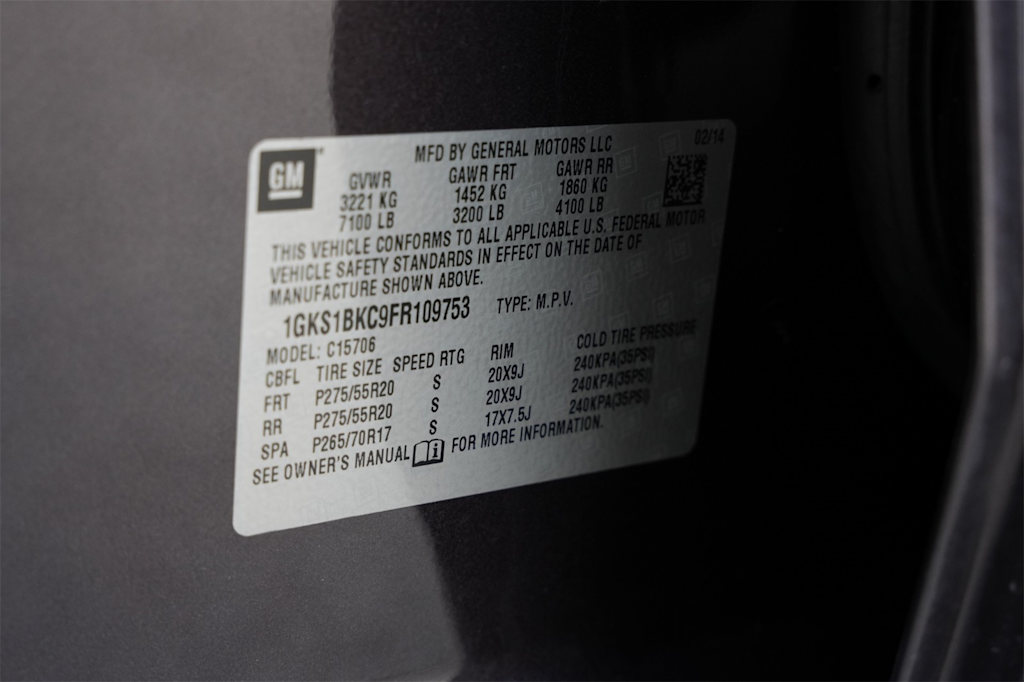 GM
MFD BY GENERAL MOTORS LLC 02/14
GVWR GAWR FRT GAWR RR
3221 KG 1452 KG 1860 KG
7100 LB 3200 LB 4100 LB
THIS VEHICLE CONFORMS TO ALL APPLICABLE U.S. FEDERAL MOTOR
VEHICLE SAFETY STANDARDS IN EFFECT ON THE DATE OF
MANUFACTURE SHOWN ABOVE.
1GKS1BKC9FR109753 TYPE: M.P.V.
MODEL: C15706
CBFL TIRE SIZE SPEED RTG RIM COLD TIRE PRESSURE
FRT P275/55R20 S 20X9J 240KPA(35PSI)
RR P275/55R20 S 20X9J 240KPA(35PSI)
SPA P265/70R17 S 17X7.5J 240KPA(35PSI)
SEE OWNER'S MANUAL i FOR MORE INFORMATION.